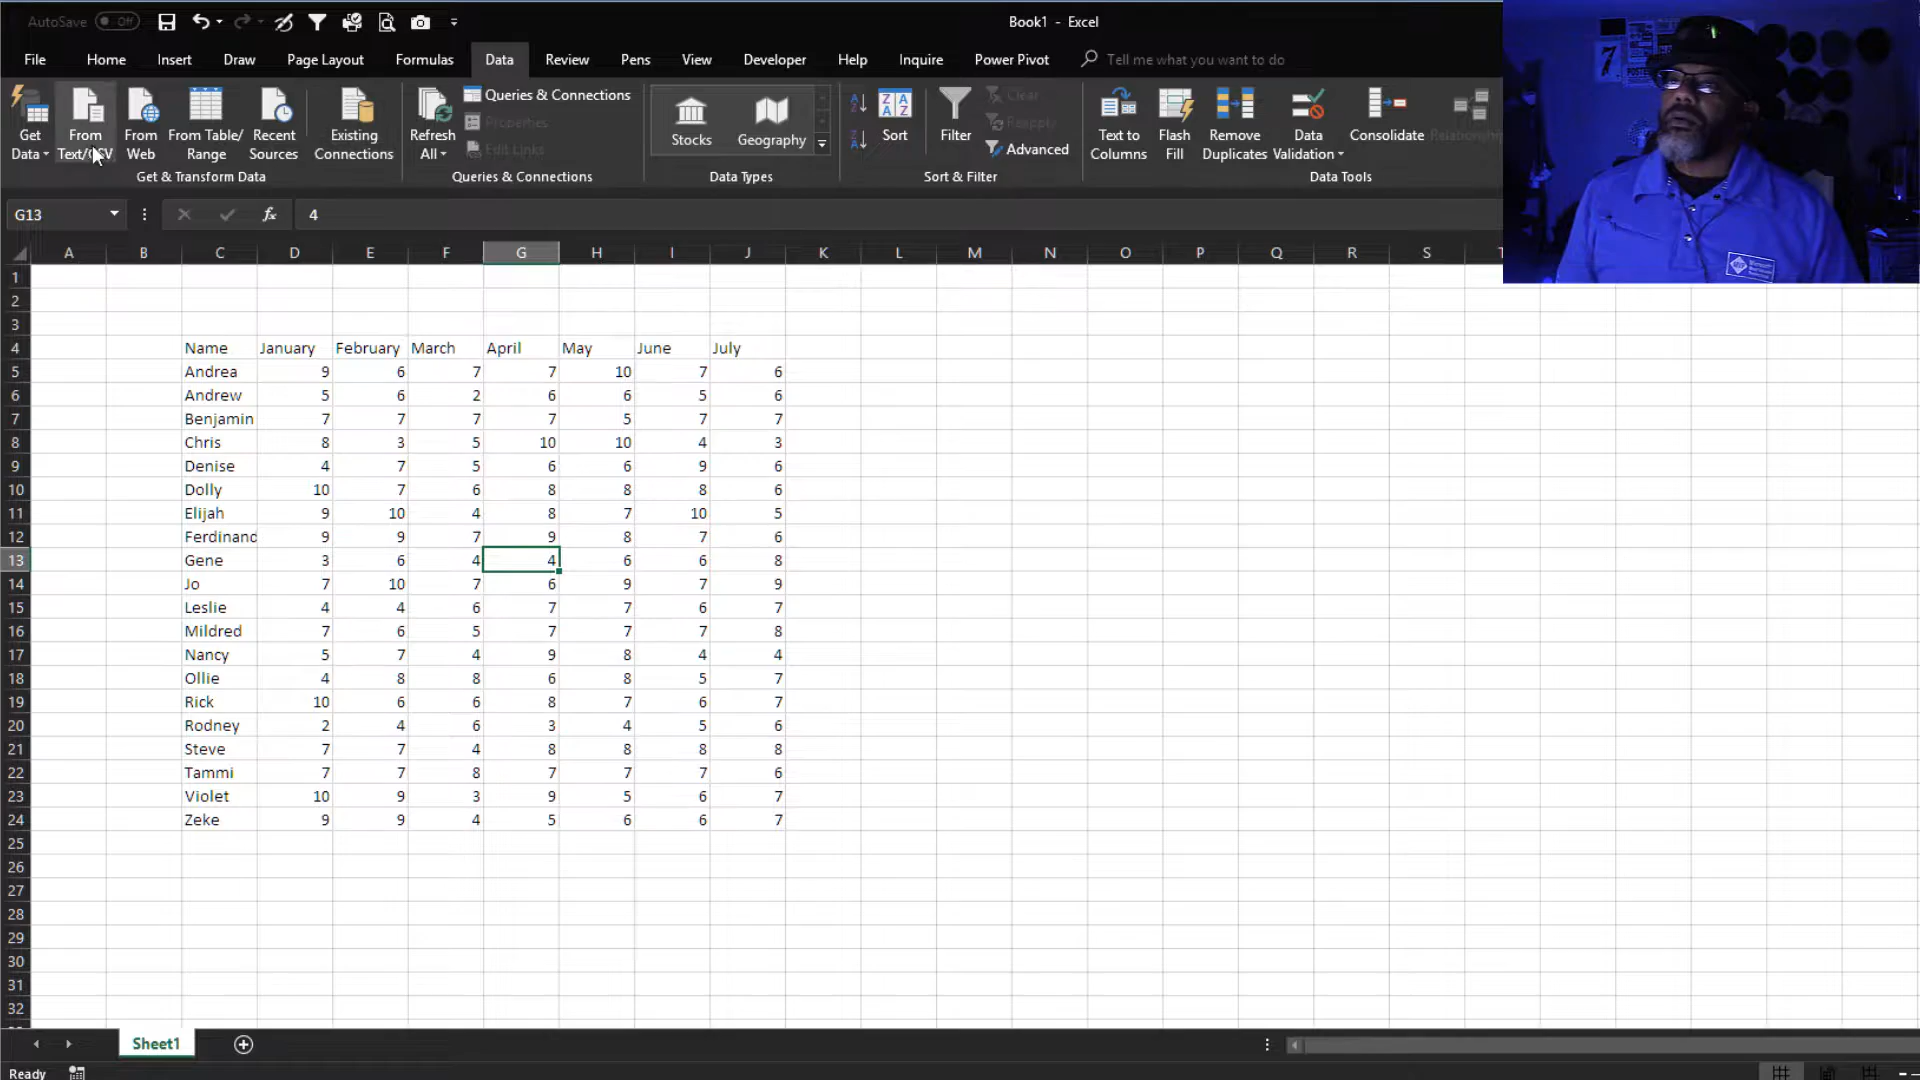 AutoSave Off
Book1 - Excel
File Home Insert Draw Page Layout Formulas Data Review Pens View Developer Help Inquire Power Pivot Tell me what you want to do
Get Data
From Text/CSV
From Web
From Table/ Range
Recent Sources
Existing Connections
Get & Transform Data
Refresh All
Queries & Connections
Properties
Edit Links
Queries & Connections
Stocks
Geography
Data Types
Sort
Filter
Clear
Reapply
Advanced
Sort & Filter
Text to Columns
Flash Fill
Remove Duplicates
Data Validation
Consolidate
Data Tools
G13 fx 4
A B C D E F G H I J K L M N O P Q R S
1
2
3
4 Name January February March April May June July
5 Andrea 9 6 7 7 10 7 6
6 Andrew 5 6 2 6 6 5 6
7 Benjamin 7 7 7 7 5 7 7
8 Chris 8 3 5 10 10 4 3
9 Denise 4 7 5 6 6 9 6
10 Dolly 10 7 6 8 8 8 6
11 Elijah 9 10 4 8 7 10 5
12 Ferdinand 9 9 7 9 8 7 6
13 Gene 3 6 4 4 6 6 8
14 Jo 7 10 7 6 9 7 9
15 Leslie 4 4 6 7 7 6 7
16 Mildred 7 6 5 7 7 7 8
17 Nancy 5 7 4 9 8 4 4
18 Ollie 4 8 8 6 8 5 7
19 Rick 10 6 6 8 7 6 7
20 Rodney 2 4 6 3 4 5 6
21 Steve 7 7 4 8 8 8 8
22 Tammi 7 7 8 7 7 7 6
23 Violet 10 9 3 9 5 6 7
24 Zeke 9 9 4 5 6 6 7
25
26
27
28
29
30
31
32
Sheet1
Ready